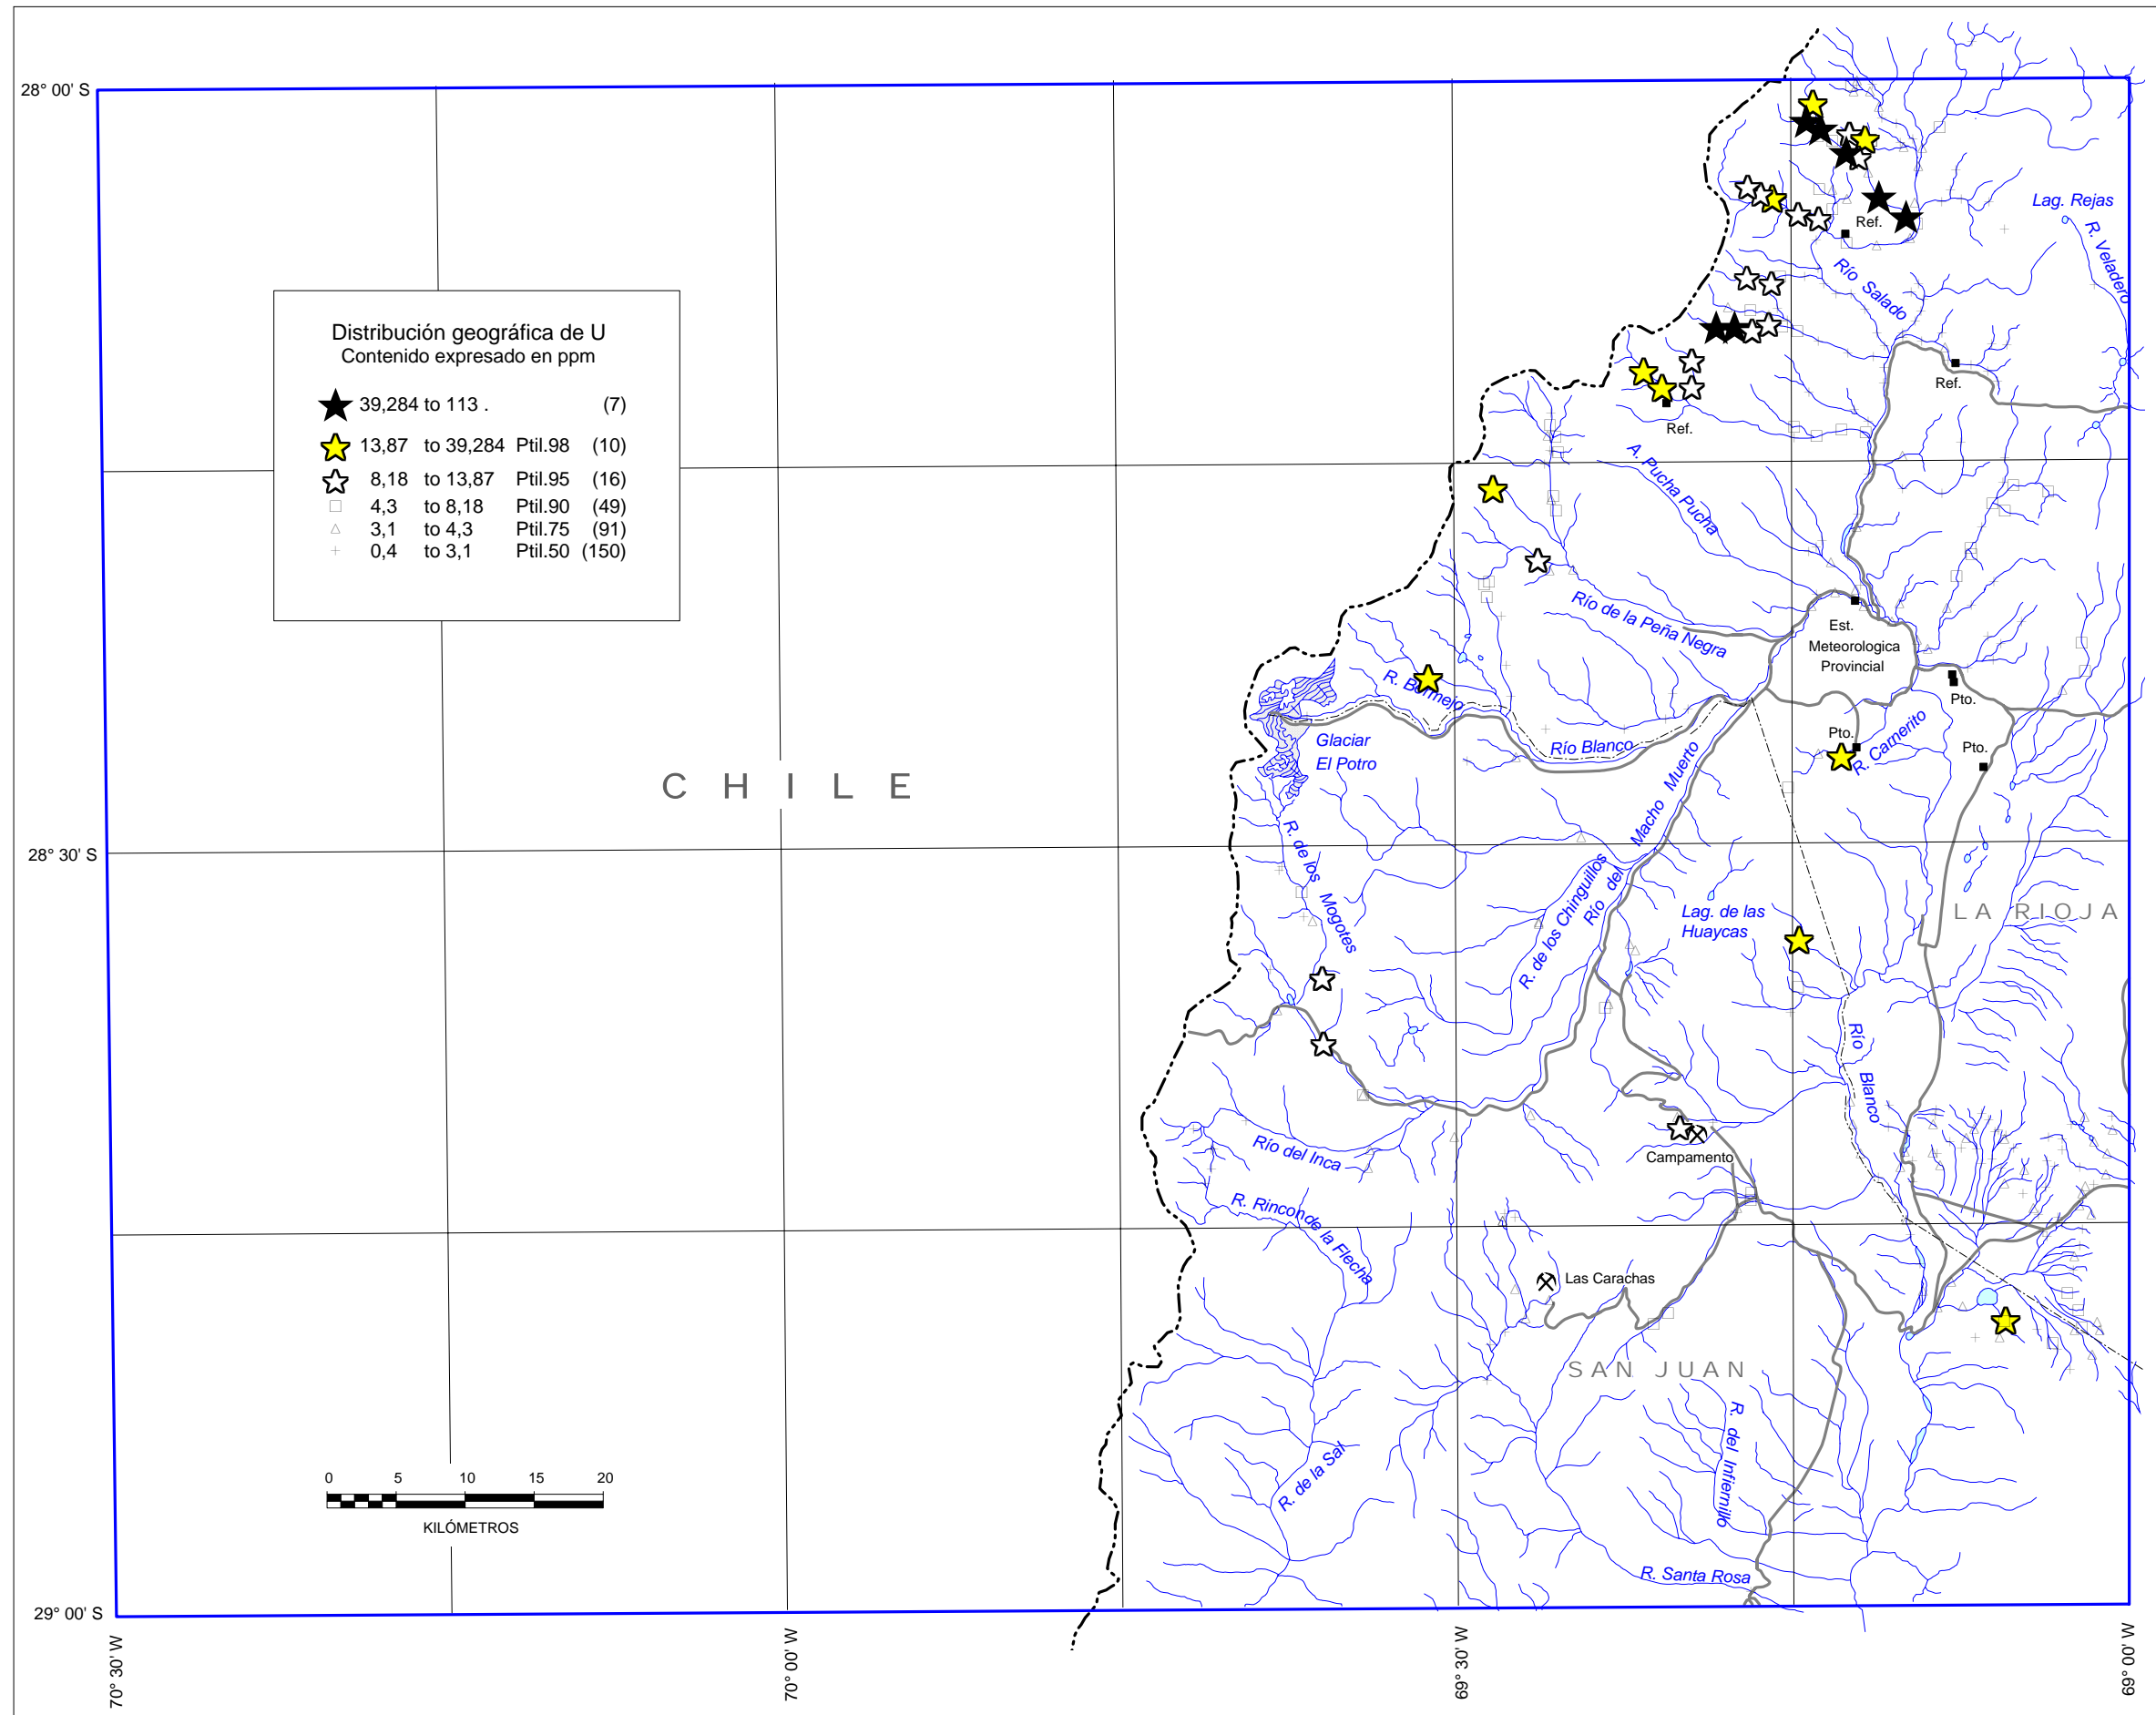 28° 00' S
Lag. Rejas
R. Veladero
Ref.
Río Salado
Distribución geográfica de U
Contenido expresado en ppm
39,284 to 113 . (7)
13,87 to 39,284 Ptil.98 (10)
8,18 to 13,87 Ptil.95 (16)
4,3 to 8,18 Ptil.90 (49)
3,1 to 4,3 Ptil.75 (91)
0,4 to 3,1 Ptil.50 (150)
Ref.
Ref.
A. Pucha Pucha
Río de la Peña Negra
Est.
Meteorologica
Provincial
R. Bermejo
Pto.
Pto.
R. Carnerito
Pto.
Glaciar
El Potro
Río Blanco
CHILE
Río del Macho Muerto
28° 30' S
R. de los Mogotes
R. de los Chinguillos
Lag. de las
Huaycas
LA RIOJA
Río Blanco
Río del Inca
Campamento
R. Rincon de la Flecha
Las Carachas
SAN JUAN
R. del Infiernillo
R. de la Sal
0 5 10 15 20
KILÓMETROS
R. Santa Rosa
29° 00' S
70° 30' W
70° 00' W
69° 30' W
69° 00' W